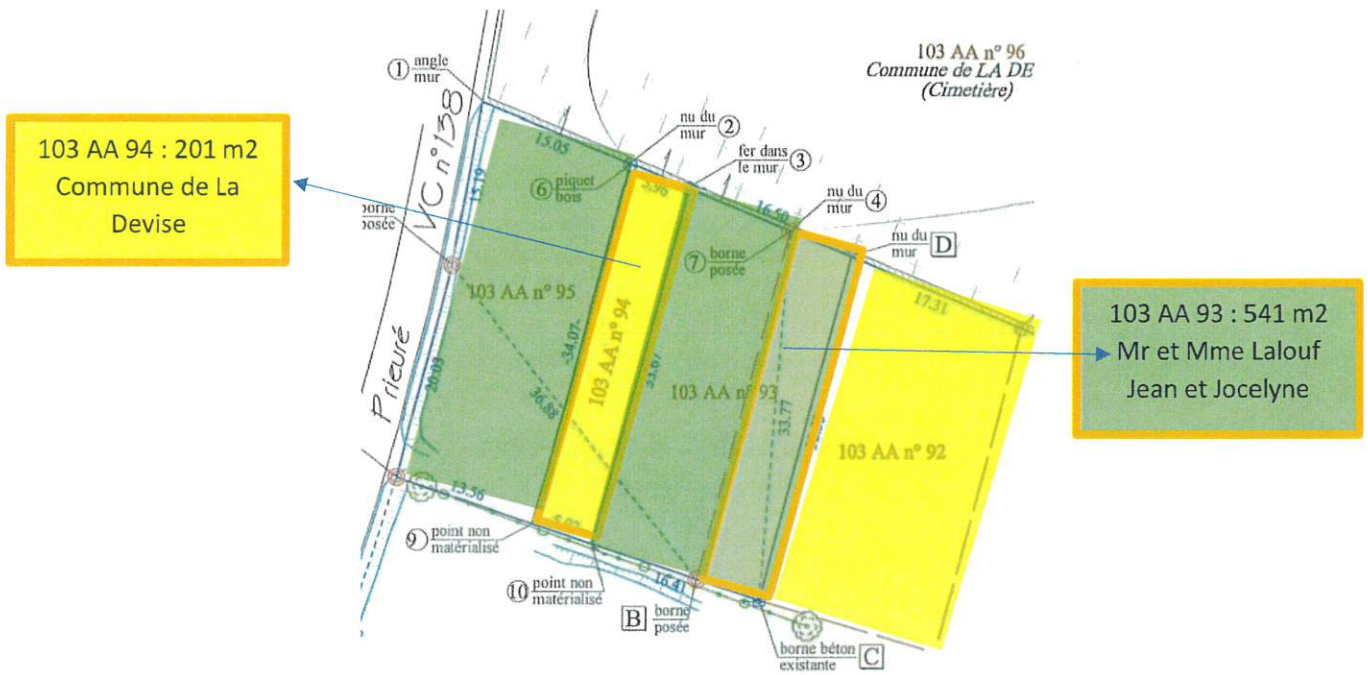 103 AA n° 96
Commune de LA DE
(Cimetière)
① angle
mur
VC n° 138
15.05
nu du
mur ②
fer dans
le mur ③
103 AA 94 : 201 m2
Commune de La
Devise
15.19
⑥ piquet
bois
5,96
16.50
nu du
mur ④
borne
posée
⑦ borne
posée
nu du
mur D
17.31
103 AA n° 95
103 AA n° 94
34.07
36.88
103 AA n° 93
33.77
103 AA 93 : 541 m2
Mr et Mme Lalouf
Jean et Jocelyne
Prieuré
20.03
103 AA n° 92
13.56
⑨ point non
matérialisé
16.41
⑩ point non
matérialisé
B borne
posée
borne béton
existante C